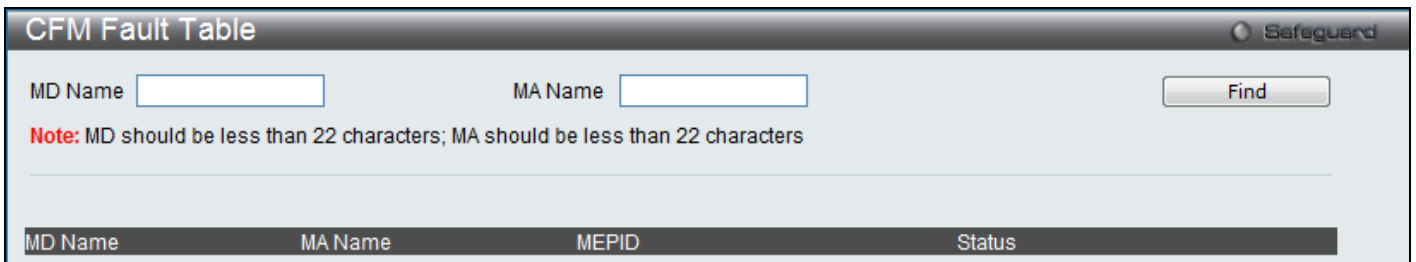 CFM Fault Table Safeguard
MD Name MA Name Find
Note: MD should be less than 22 characters; MA should be less than 22 characters
MD Name MA Name MEPID Status